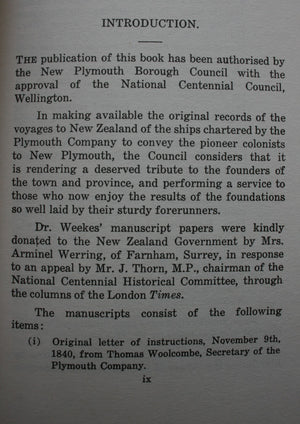 INTRODUCTION.
THE publication of this book has been authorised by
the New Plymouth Borough Council with the
approval of the National Centennial Council,
Wellington.
In making available the original records of the
voyages to New Zealand of the ships chartered by the
Plymouth Company to convey the pioneer colonists
to New Plymouth, the Council considers that it
is rendering a deserved tribute to the founders of
the town and province, and performing a service to
those who now enjoy the results of the foundations
so well laid by their sturdy forerunners.
Dr. Weekes' manuscript papers were kindly
donated to the New Zealand Government by Mrs.
Arminel Werring, of Farnham, Surrey, in response
to an appeal by Mr. J. Thorn, M.P., chairman of the
National Centennial Historical Committee, through
the columns of the London Times.
The manuscripts consist of the following
items:
(i) Original letter of instructions, November 9th,
1840, from Thomas Woolcombe, Secretary of the
Plymouth Company.
ix